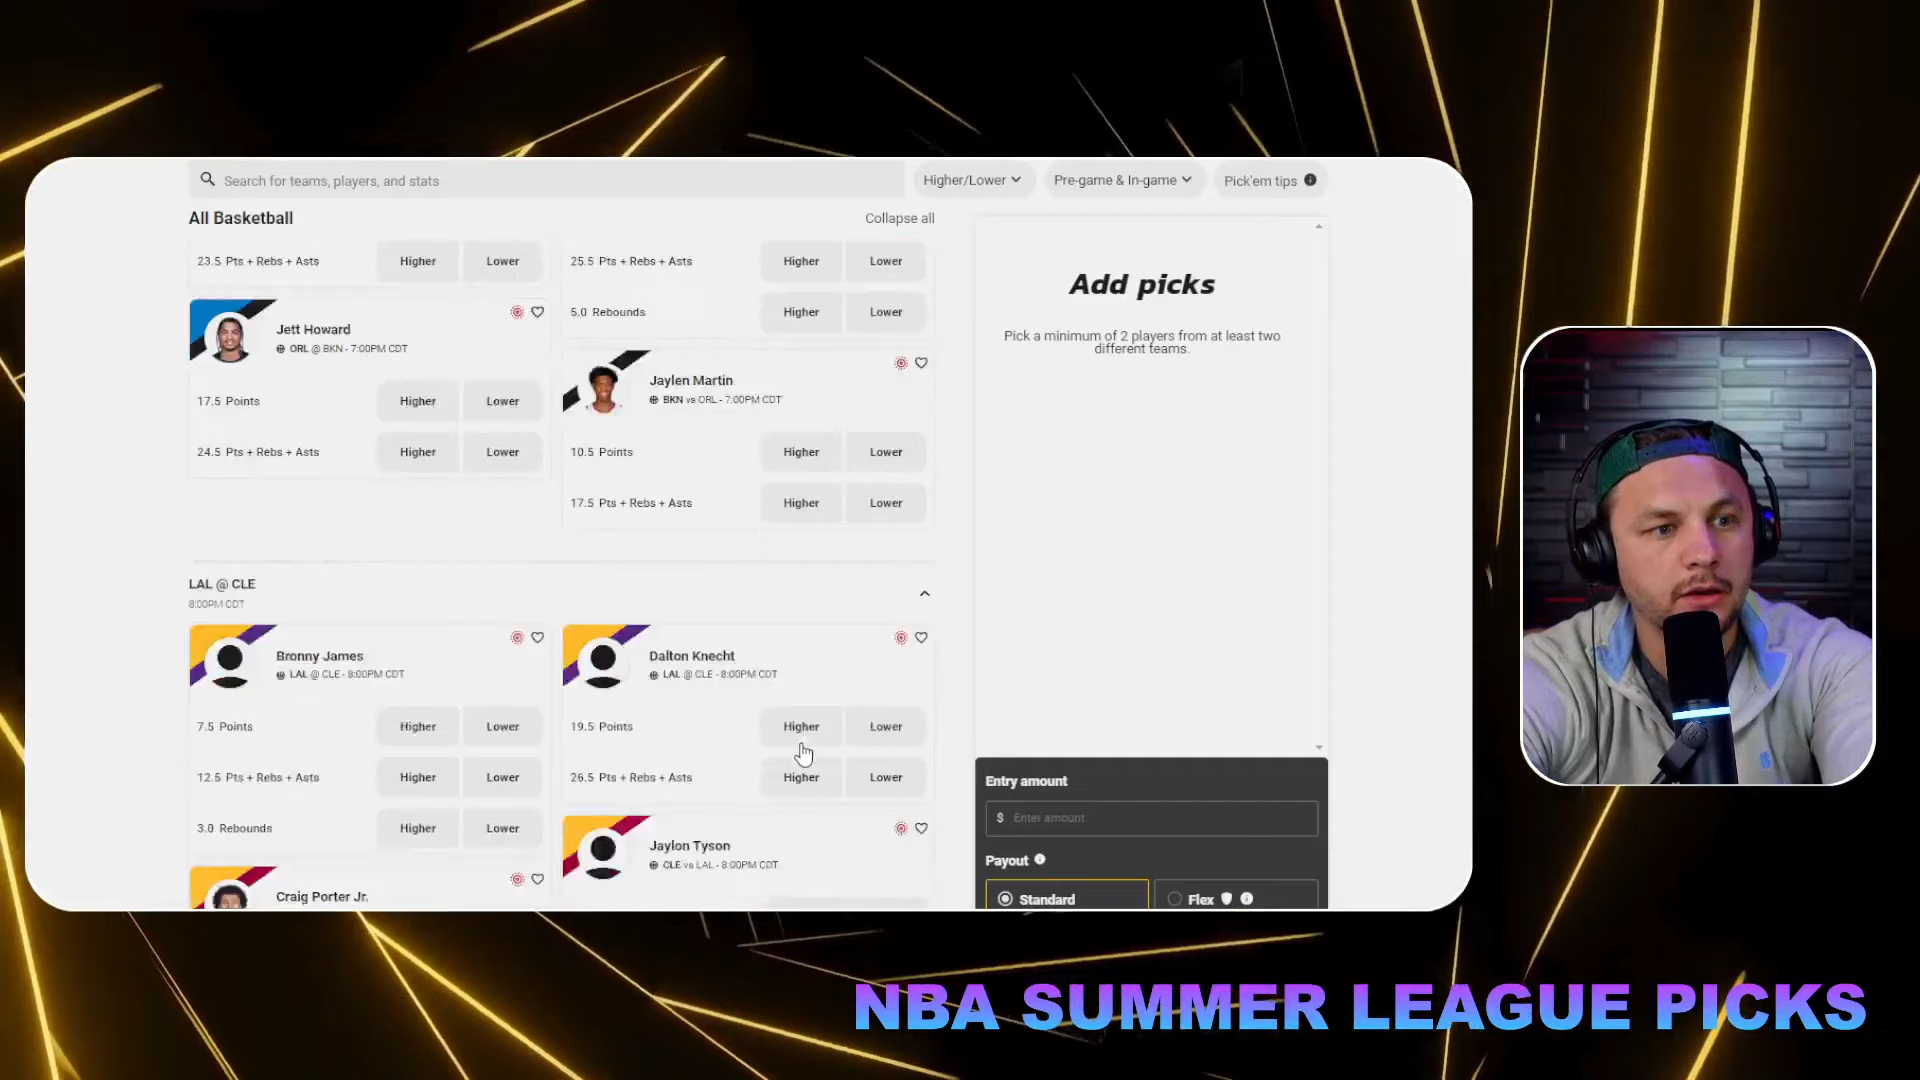 Search for teams, players, and stats
Higher/Lower
Pre-game & In-game
Pick'em tips
All Basketball
Collapse all
23.5 Pts + Rebs + Asts
Higher
Lower
Jett Howard
ORL @ BKN - 7:00PM CDT
17.5 Points
Higher
Lower
24.5 Pts + Rebs + Asts
Higher
Lower
25.5 Pts + Rebs + Asts
Higher
Lower
5.0 Rebounds
Higher
Lower
Jaylen Martin
BKN vs ORL - 7:00PM CDT
10.5 Points
Higher
Lower
17.5 Pts + Rebs + Asts
Higher
Lower
LAL @ CLE
8:00PM CDT
Bronny James
LAL @ CLE - 8:00PM CDT
7.5 Points
Higher
Lower
12.5 Pts + Rebs + Asts
Higher
Lower
3.0 Rebounds
Higher
Lower
Craig Porter Jr.
Dalton Knecht
LAL @ CLE - 8:00PM CDT
19.5 Points
Higher
Lower
26.5 Pts + Rebs + Asts
Higher
Lower
Jaylon Tyson
CLE vs LAL - 8:00PM CDT
Add picks
Pick a minimum of 2 players from at least two
different teams.
Entry amount
$ Enter amount
Payout
Standard
Flex
NBA SUMMER LEAGUE PICKS